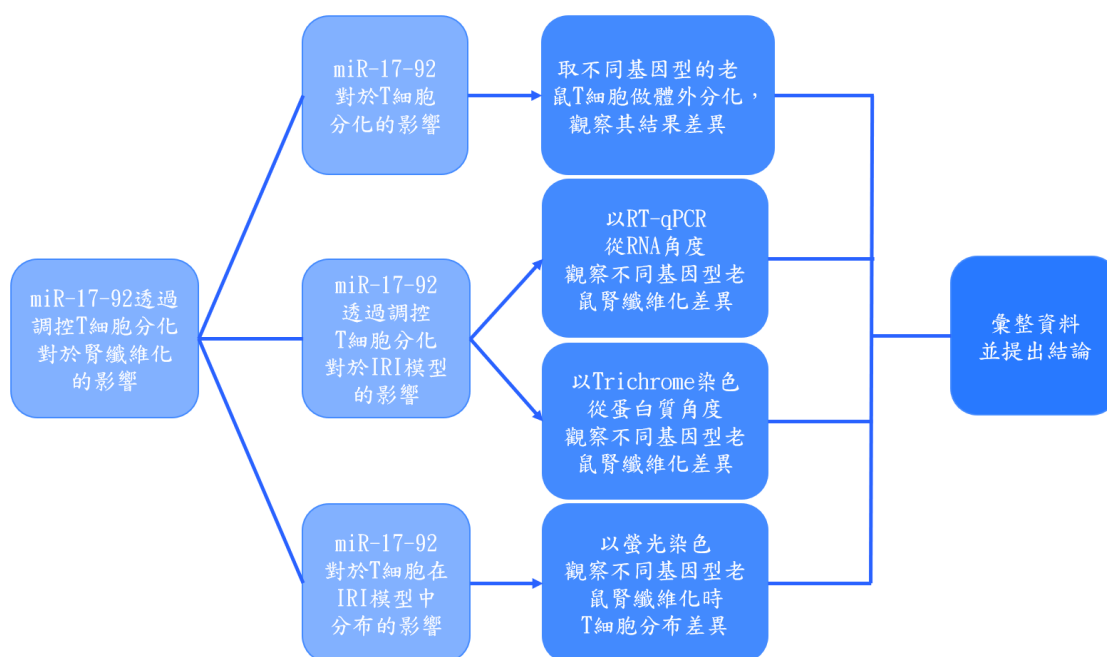 miR-17-92透過
調控T細胞分化
對於腎纖維化
的影響
miR-17-92
對於T細胞
分化的影響
取不同基因型的老
鼠T細胞做體外分化，
觀察其結果差異
miR-17-92
透過調控
T細胞分化
對於IRI模型
的影響
以RT-qPCR
從RNA角度
觀察不同基因型老
鼠腎纖維化差異
以Trichrome染色
從蛋白質角度
觀察不同基因型老
鼠腎纖維化差異
miR-17-92
對於T細胞在
IRI模型中
分布的影響
以螢光染色
觀察不同基因型老
鼠腎纖維化時
T細胞分布差異
彙整資料
並提出結論